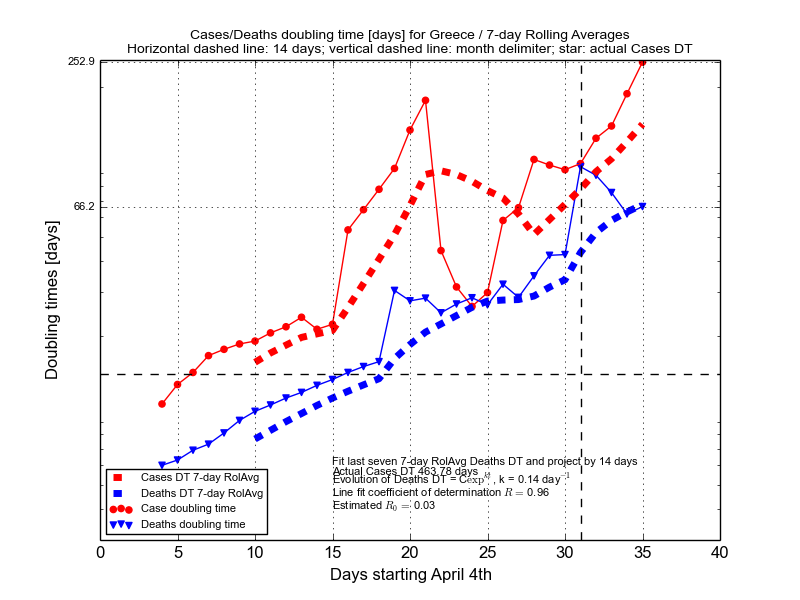 Cases/Deaths doubling time [days] for Greece / 7-day Rolling Averages
Horizontal dashed line: 14 days; vertical dashed line: month delimiter; star: actual Cases DT
252.9
66.2
Doubling times [days]
Fit last seven 7-day RolAvg Deaths DT and project by 14 days
Actual Cases DT 463.78 days
Evolution of Deaths DT = Cexp^{kt}, k = 0.14 day^{-1}
Line fit coefficient of determination R = 0.96
Estimated R_0 = 0.03
Cases DT 7-day RolAvg
Deaths DT 7-day RolAvg
Case doubling time
Deaths doubling time
0 5 10 15 20 25 30 35 40
Days starting April 4th